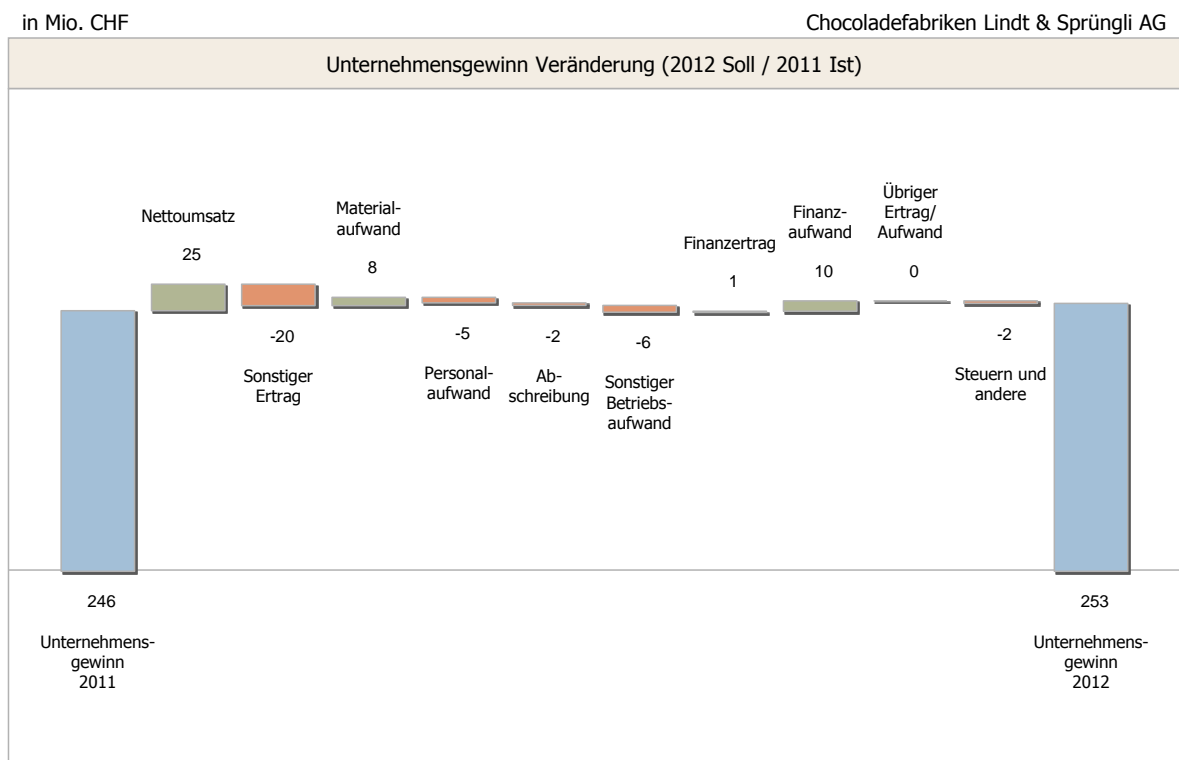 in Mio. CHF
Chocoladefabriken Lindt & Sprüngli AG
Unternehmensgewinn Veränderung (2012 Soll / 2011 Ist)
246
Unternehmens-
gewinn
2011
Nettoumsatz
25
-20
Sonstiger
Ertrag
Material-
aufwand
8
-5
Personal-
aufwand
-2
Ab-
schreibung
-6
Sonstiger
Betriebs-
aufwand
Finanzertrag
1
Finanz-
aufwand
10
Übriger
Ertrag/
Aufwand
0
-2
Steuern und
andere
253
Unternehmens-
gewinn
2012